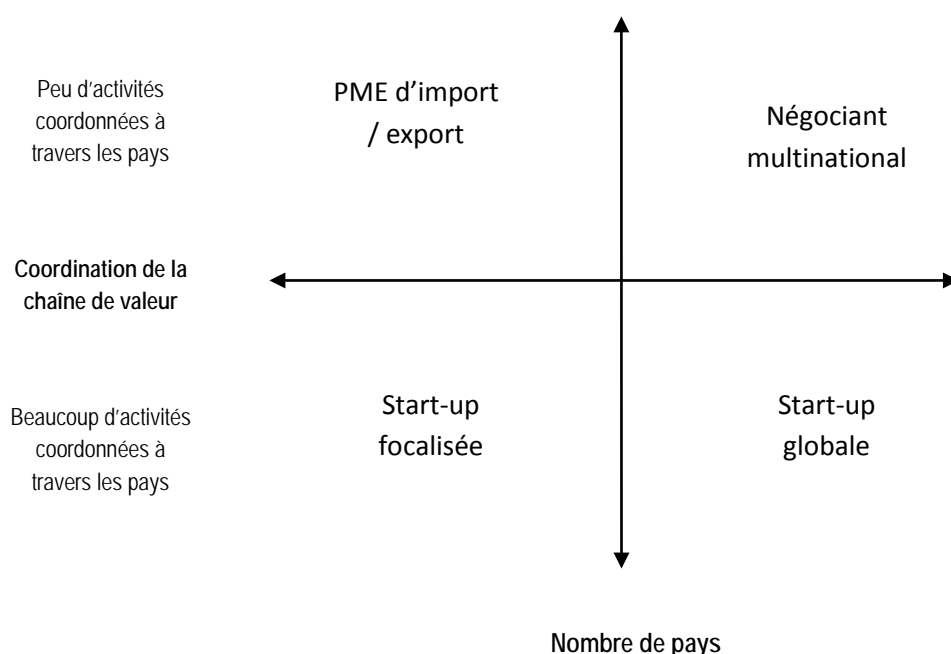 Peu d'activités
coordonnées à
travers les pays
PME d'import
/ export
Négociant
multinational
Coordination de la
chaîne de valeur
Beaucoup d'activités
coordonnées à
travers les pays
Start-up
focalisée
Start-up
globale
Nombre de pays